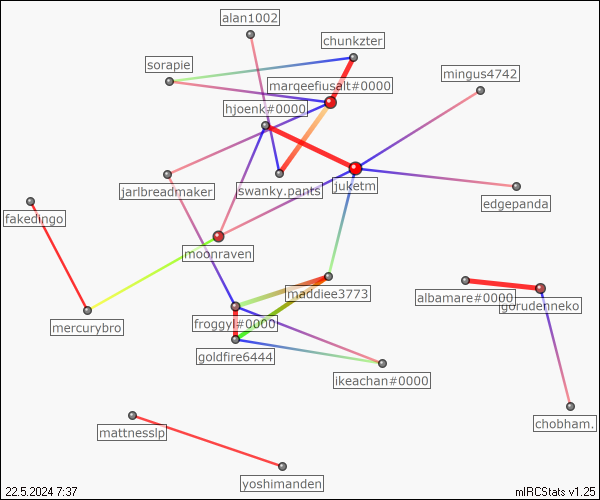 alan1002
chunkzter
sorapie
mingus4742
marqeefiusalt#0000
hjoenk#0000
jarlbreadmaker
swanky.pants
juketm
edgepanda
fakedingo
moonraven
maddiee3773
albamare#0000
gorudenneko
mercurybro
froggyl#0000
goldfire6444
ikeachan#0000
chobham.
mattnesslp
yoshimanden
22.5.2024 7:37
mIRCStats v1.25